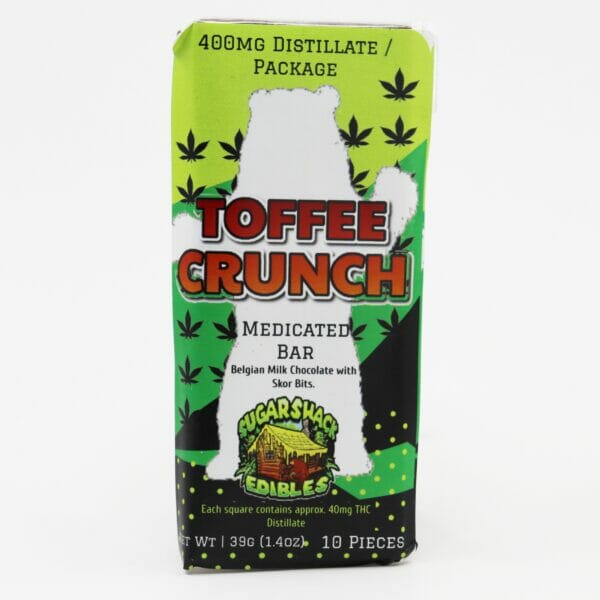 400mg Distillate /
Package
TOFFEE
CRUNCH
Medicated
Bar
Belgian Milk Chocolate with
Skor Bits.
SUGARSHACK
EDIBLES
Each square contains approx. 40mg THC
Distillate
Wt | 39g (1.4oz) 10 Pieces